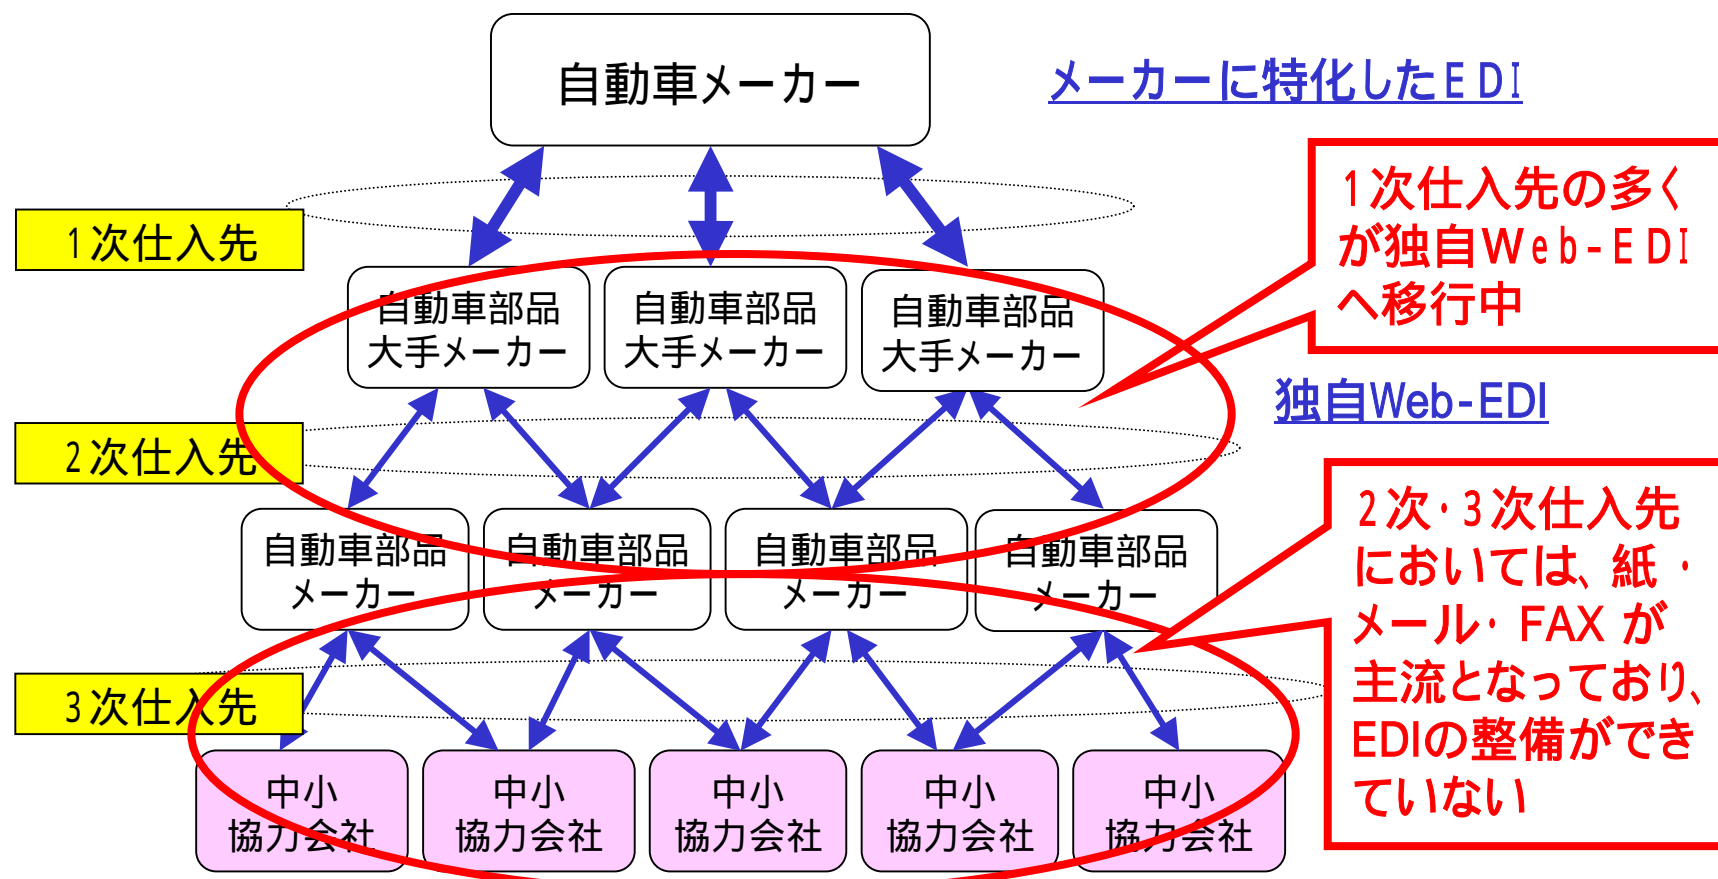 自動車メーカー
メーカーに特化したＥＤＩ
１次仕入先の多く
が独自Ｗｅｂ-ＥＤＩ
へ移行中
１次仕入先
自動車部品
大手メーカー
自動車部品
大手メーカー
自動車部品
大手メーカー
独自Web-EDI
２次仕入先
２次・３次仕入先
においては、紙・
メール・FAX が
主流となっており、
EDIの整備ができ
ていない
自動車部品
メーカー
自動車部品
メーカー
自動車部品
メーカー
自動車部品
メーカー
３次仕入先
中小
協力会社
中小
協力会社
中小
協力会社
中小
協力会社
中小
協力会社